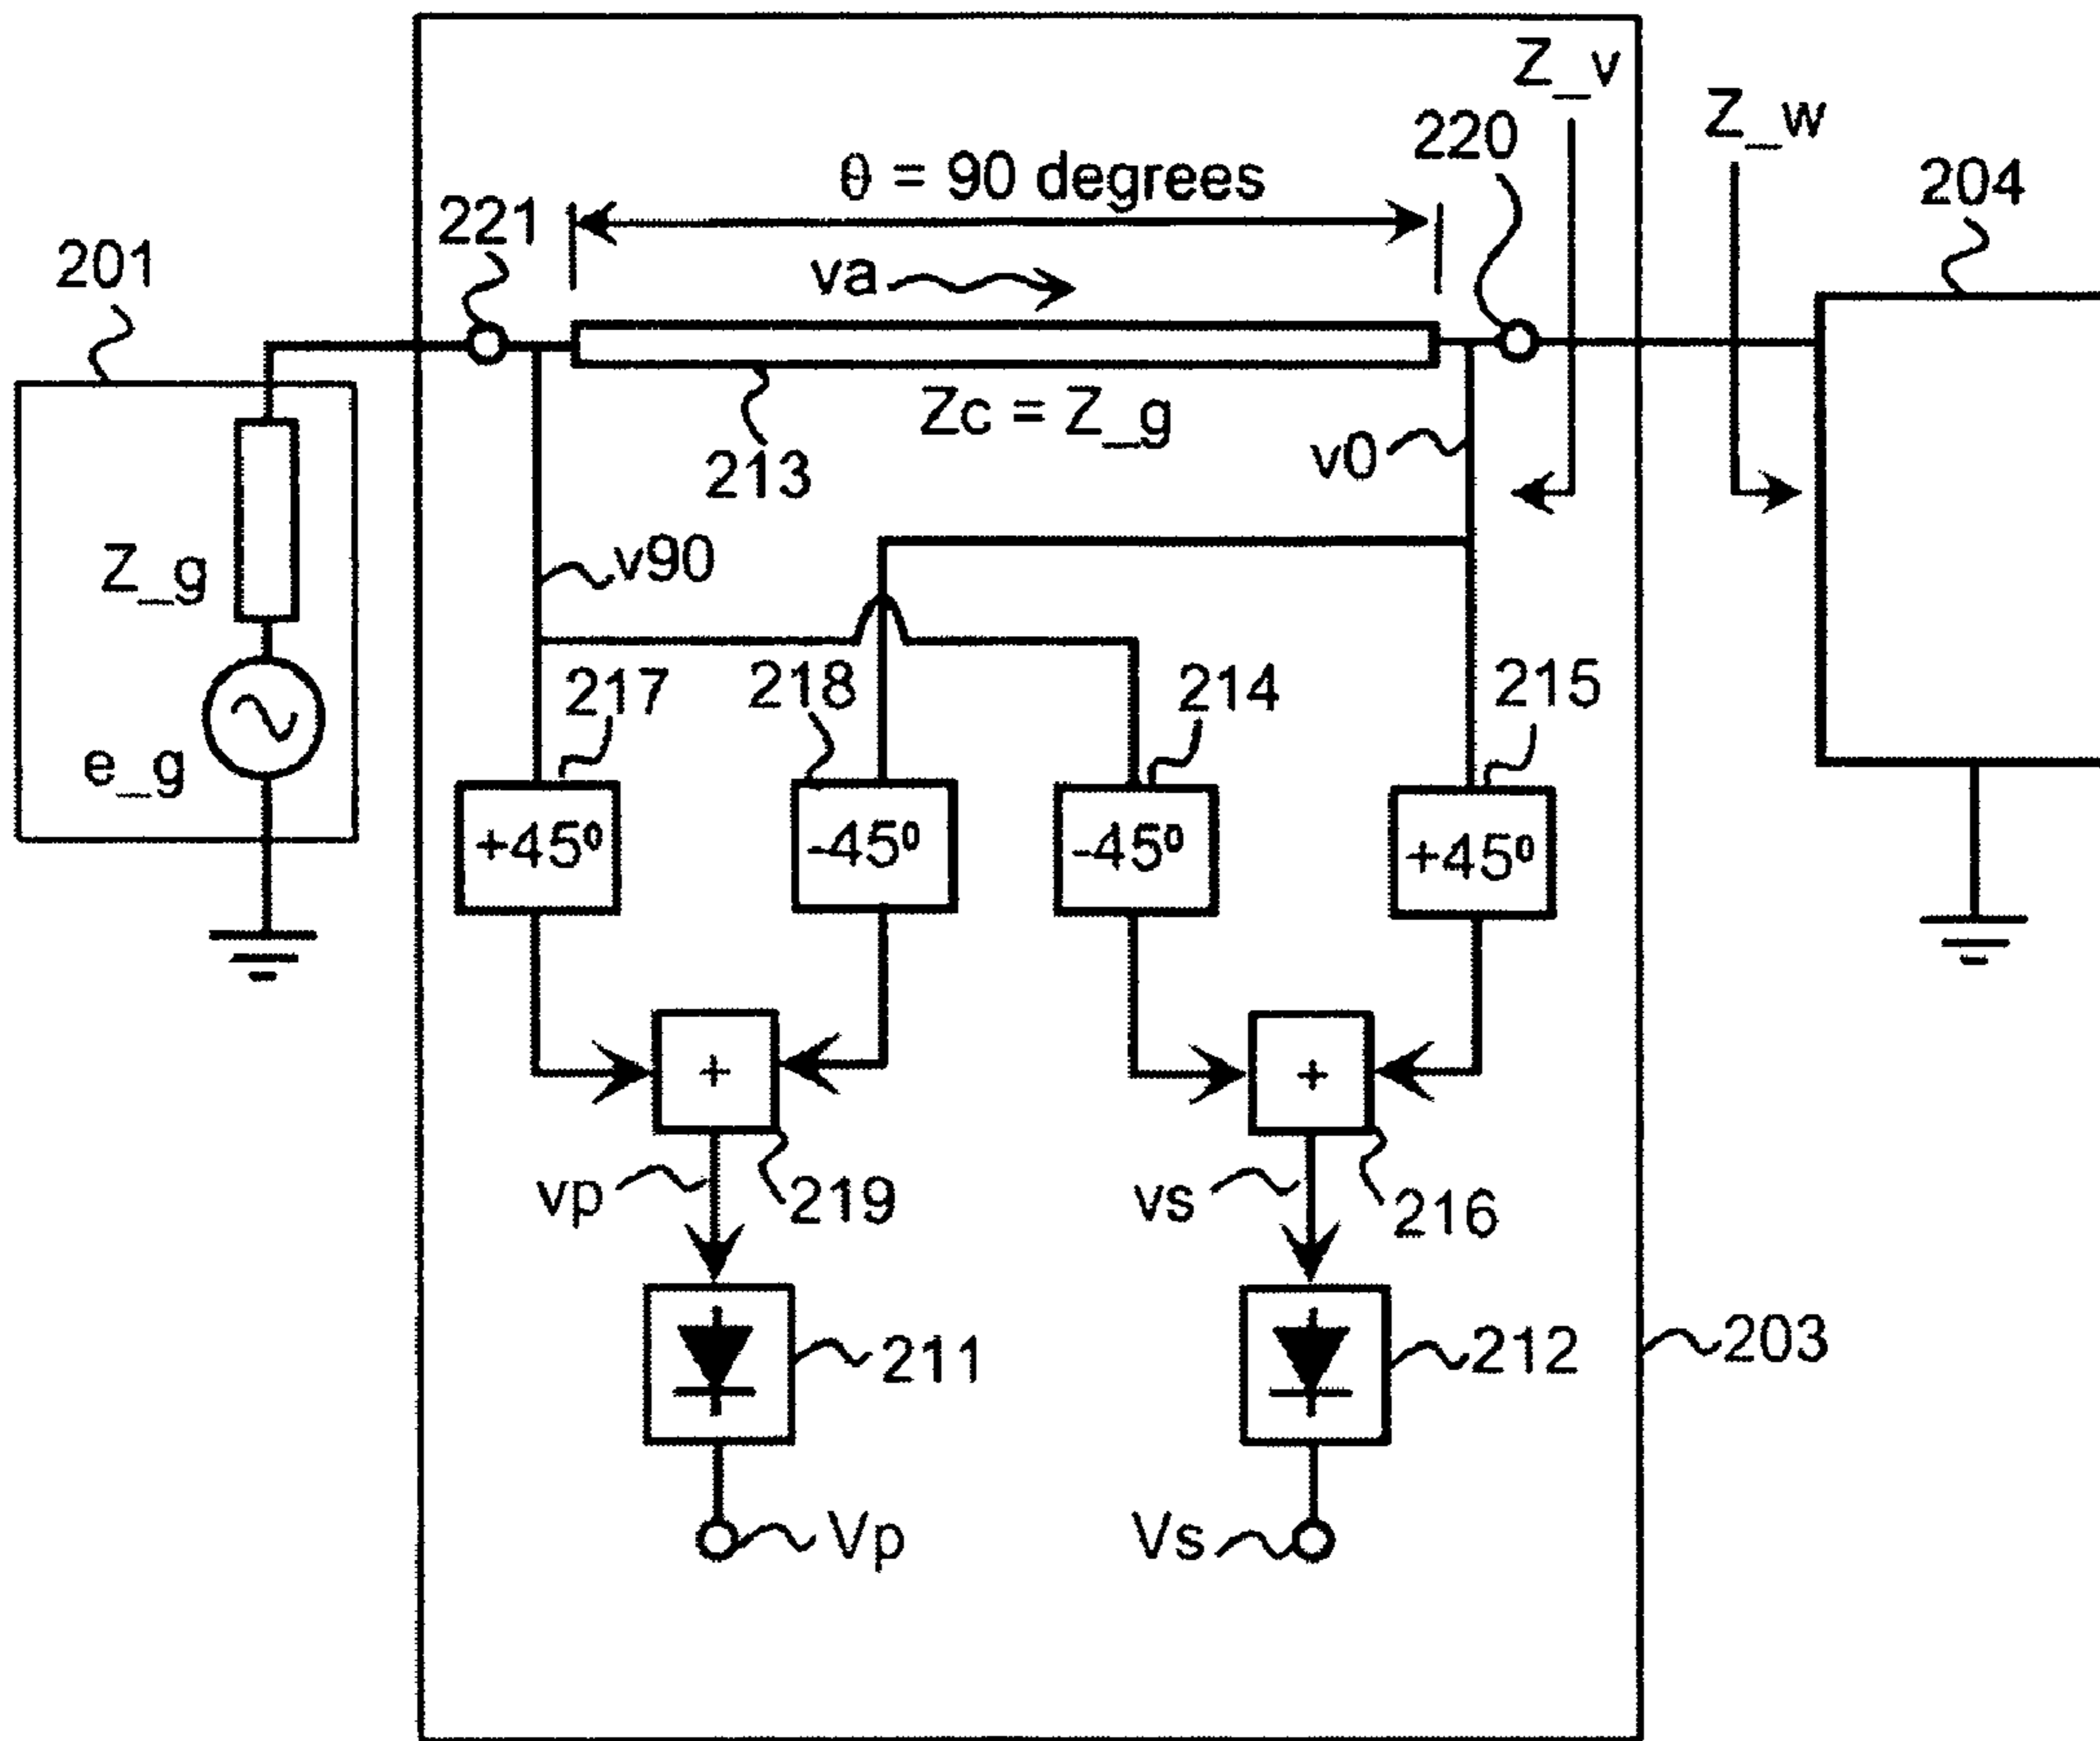 Z_v
Z_w
220
204
θ = 90 degrees
221
201
va
Zc = Z_g
213
v0
Z_g
v90
e_g
217
218
214
215
+45⁰
-45⁰
-45⁰
+45⁰
+
+
vp
219
vs
216
211
212
203
Vp
Vs